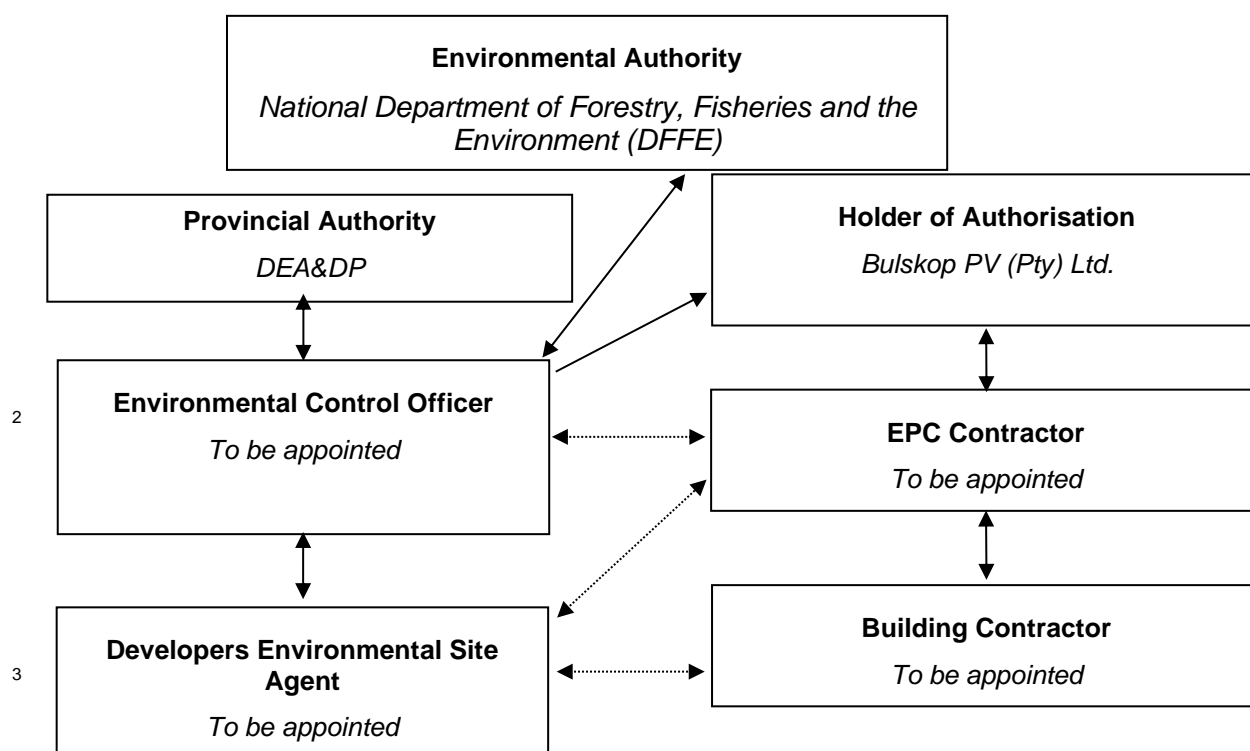 Environmental Authority
National Department of Forestry, Fisheries and the
Environment (DFFE)
Provincial Authority
DEA&DP
Holder of Authorisation
Bulskop PV (Pty) Ltd.
2
Environmental Control Officer
To be appointed
EPC Contractor
To be appointed
3
Developers Environmental Site
Agent
To be appointed
Building Contractor
To be appointed